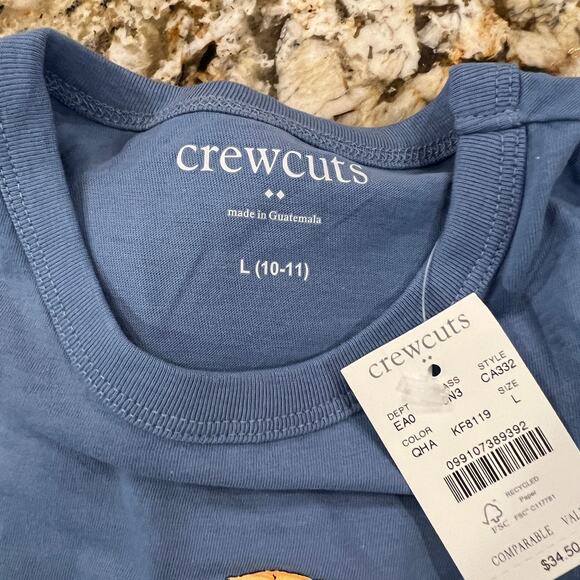 crewcuts
made in Guatemala
L (10-11)
crewcuts
DEPT STYLE
EA0 CA332
COLOR SIZE
QHA KF8119 L
099107389392
RECYCLED
Paper
FSC FSC® C117781
COMPARABLE
$34.50